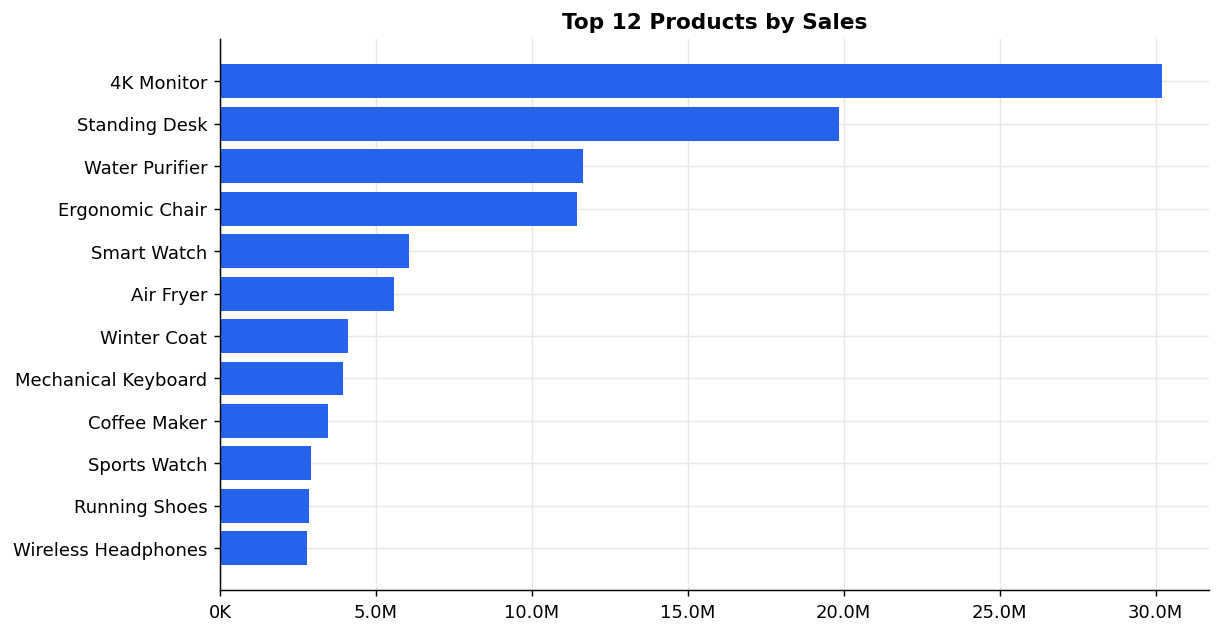 Top 12 Products by Sales
4K Monitor
Standing Desk
Water Purifier
Ergonomic Chair
Smart Watch
Air Fryer
Winter Coat
Mechanical Keyboard
Coffee Maker
Sports Watch
Running Shoes
Wireless Headphones
0K 5.0M 10.0M 15.0M 20.0M 25.0M 30.0M